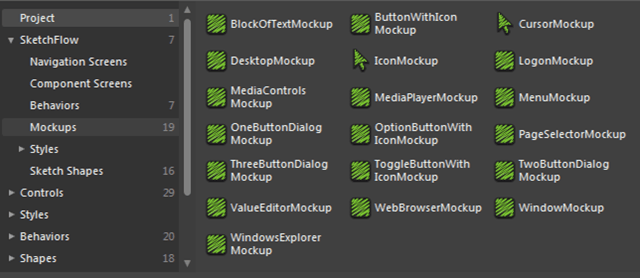 Project 1
SketchFlow 7
Navigation Screens
Component Screens
Behaviors 7
Mockups 19
Styles
Sketch Shapes 16
Controls 29
Styles
Behaviors 20
Shapes 18
BlockOfTextMockup
ButtonWithIcon
Mockup
CursorMockup
DesktopMockup
IconMockup
LogonMockup
MediaControls
Mockup
MediaPlayerMockup
MenuMockup
OneButtonDialog
Mockup
OptionButtonWith
IconMockup
PageSelectorMockup
ThreeButtonDialog
Mockup
ToggleButtonWith
IconMockup
TwoButtonDialog
Mockup
ValueEditorMockup
WebBrowserMockup
WindowMockup
WindowsExplorer
Mockup